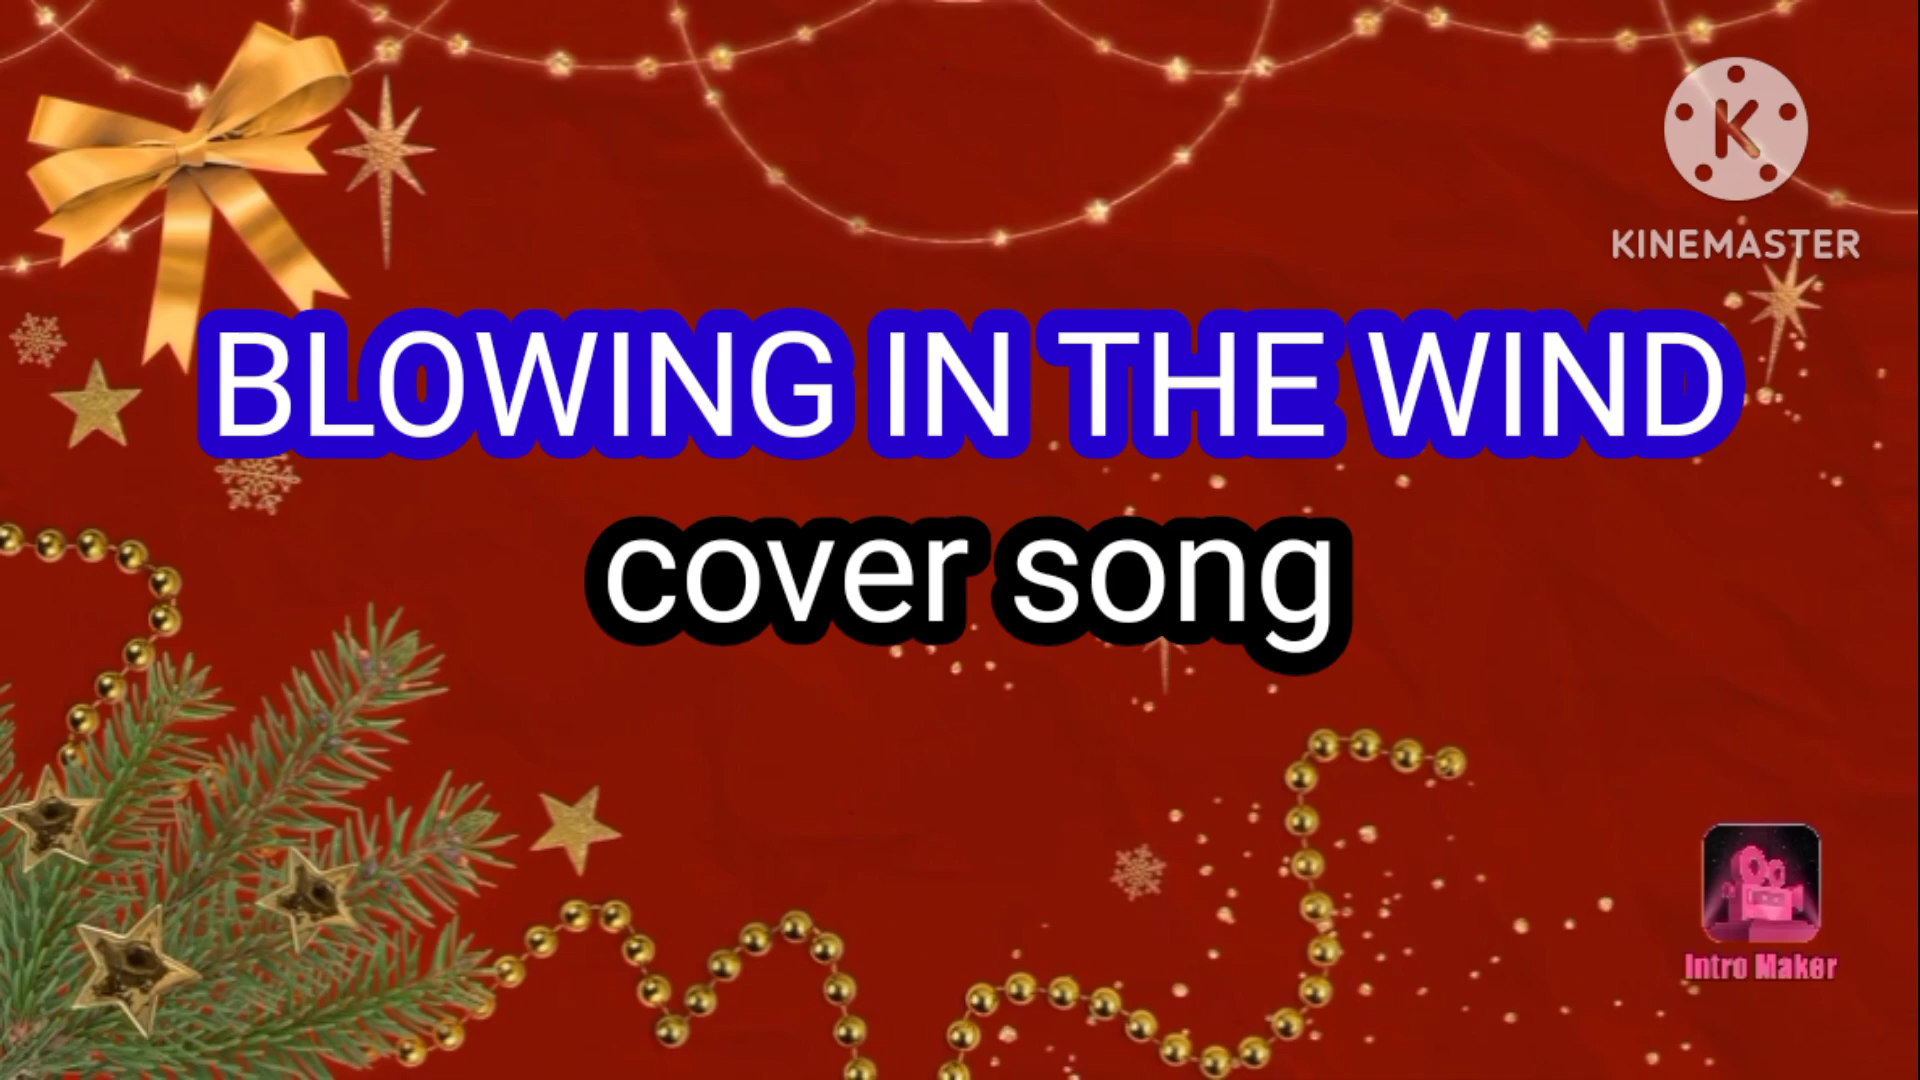 K
KINEMASTER
BLOWING IN THE WIND
cover song
Intro Maker